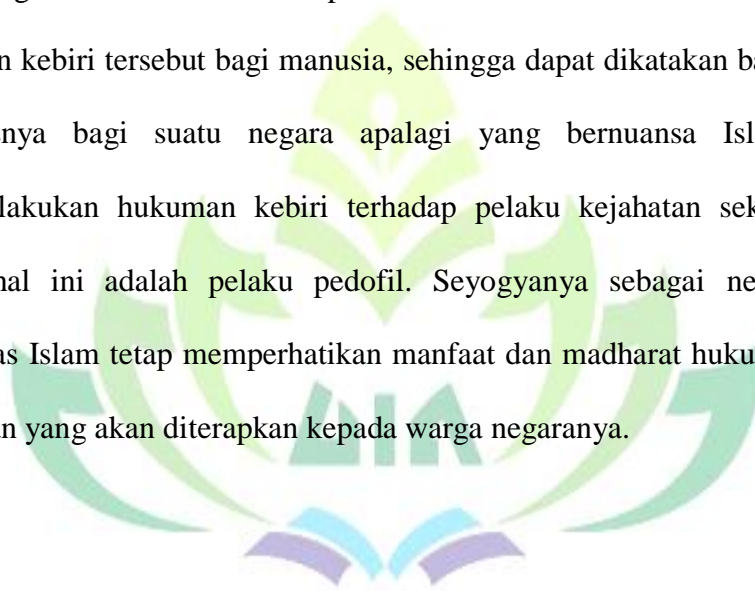 n kebiri tersebut bagi manusia, sehingga dapat dikatakan ba
nya bagi suatu negara apalagi yang bernuansa Isl
lakukan hukuman kebiri terhadap pelaku kejahatan sek
al ini adalah pelaku pedofil. Seyogyanya sebagai ne
as Islam tetap memperhatikan manfaat dan madharat huku
n yang akan diterapkan kepada warga negaranya.